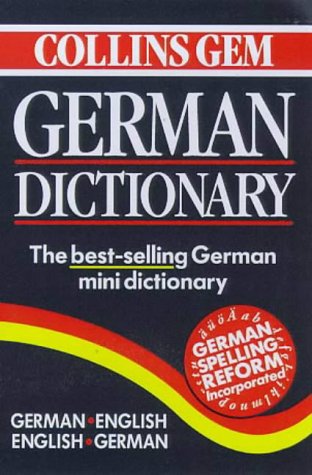 COLLINS GEM
GERMAN
DICTIONARY
The best-selling German
mini dictionary
GERMAN
SPELLING
REFORM
incorporated
GERMAN•ENGLISH
ENGLISH•GERMAN